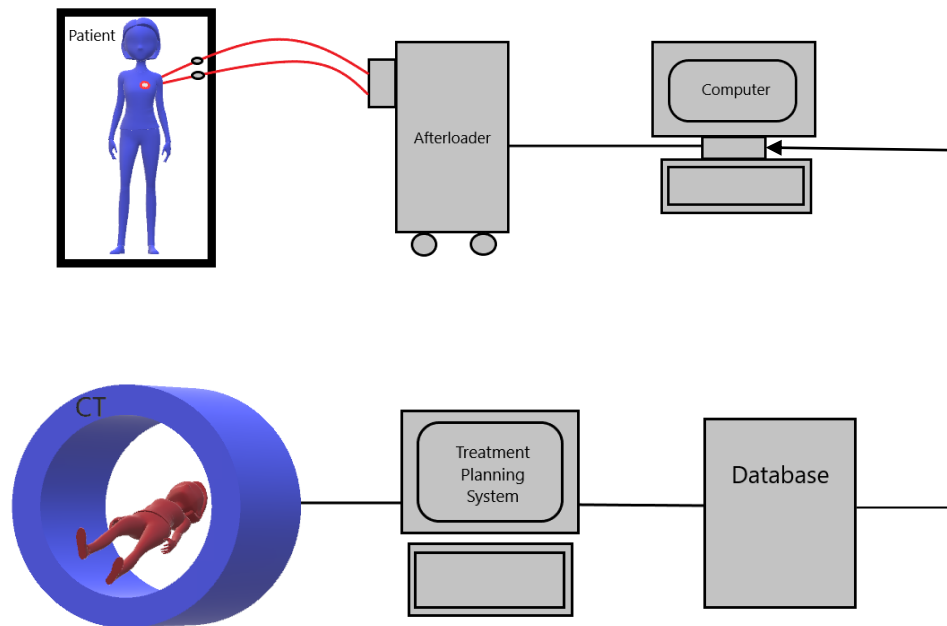 Patient
Afterloader
Computer
CT
Treatment
Planning
System
Database